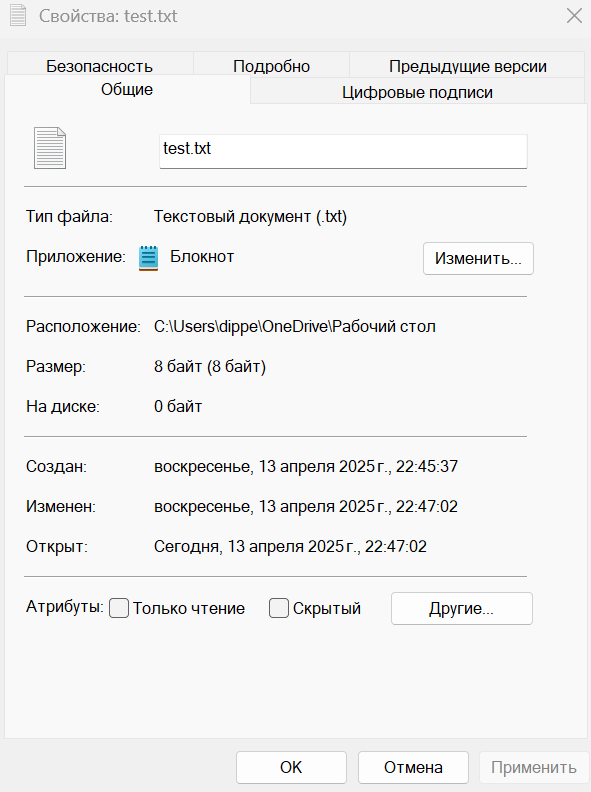 Свойства: test.txt
Безопасность Подробно Предыдущие версии
Общие Цифровые подписи
test.txt
Тип файла: Текстовый документ (.txt)
Приложение: Блокнот Изменить...
Расположение: C:\Users\dippe\OneDrive\Рабочий стол
Размер: 8 байт (8 байт)
На диске: 0 байт
Создан: воскресенье, 13 апреля 2025 г., 22:45:37
Изменен: воскресенье, 13 апреля 2025 г., 22:47:02
Открыт: Сегодня, 13 апреля 2025 г., 22:47:02
Атрибуты: Только чтение Скрытый Другие...
OK Отмена Применить